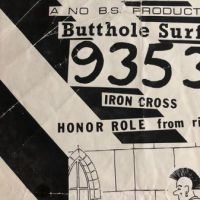 A NO B.S. PRODUCT
Butthole Surf
9353
IRON CROSS
HONOR ROLE from ri